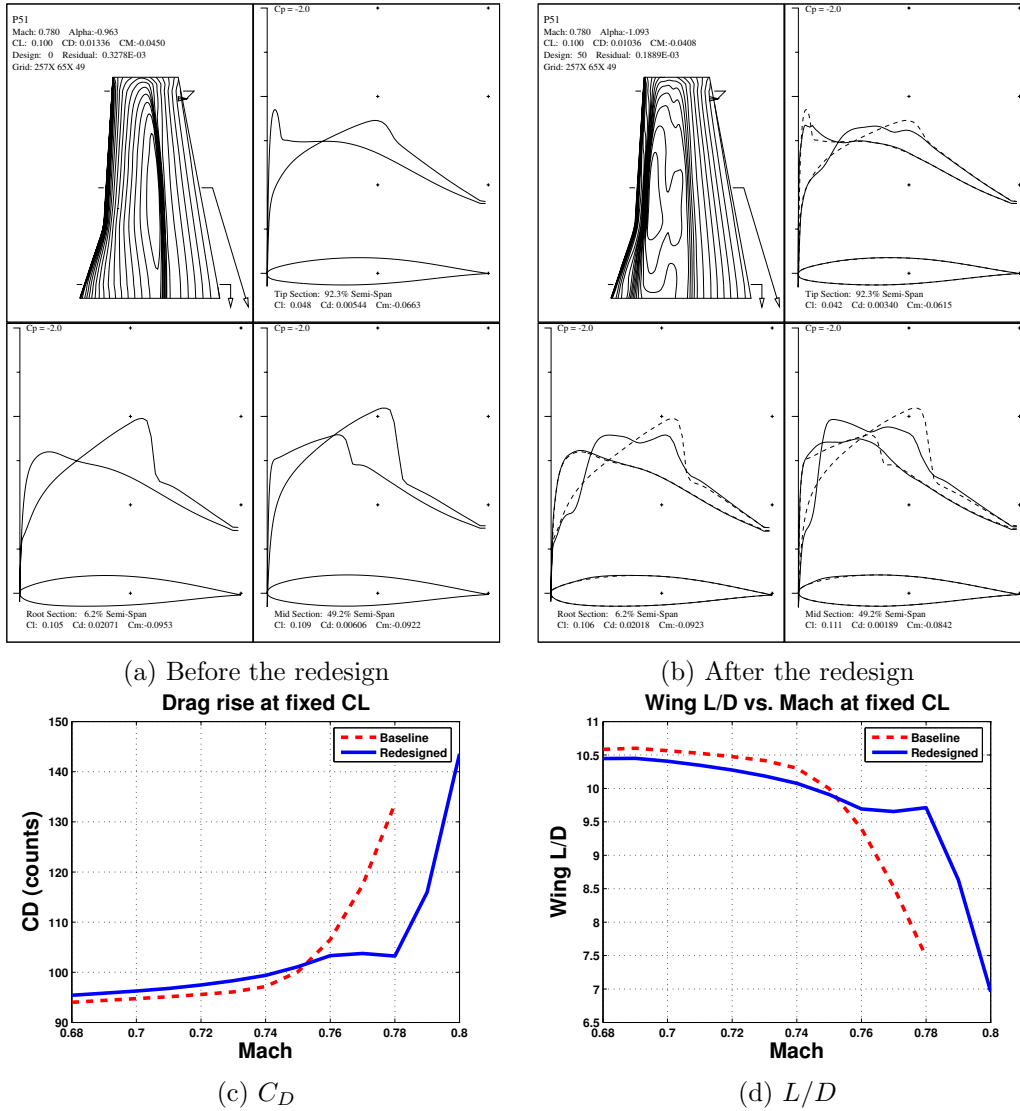 P51
Mach: 0.780 Alpha:-0.963
CL: 0.100 CD: 0.01336 CM:-0.0450
Design: 0 Residual: 0.3278E-03
Grid: 257X 65X 49
Cp = -2.0
Tip Section: 92.3% Semi-Span
Cl: 0.048 Cd: 0.00544 Cm:-0.0663
Cp = -2.0
Root Section: 6.2% Semi-Span
Cl: 0.105 Cd: 0.02071 Cm:-0.0953
Cp = -2.0
Mid Section: 49.2% Semi-Span
Cl: 0.109 Cd: 0.00606 Cm:-0.0922
(a) Before the redesign
P51
Mach: 0.780 Alpha:-1.093
CL: 0.100 CD: 0.01036 CM:-0.0408
Design: 50 Residual: 0.1889E-03
Grid: 257X 65X 49
Cp = -2.0
Tip Section: 92.3% Semi-Span
Cl: 0.042 Cd: 0.00340 Cm:-0.0615
Cp = -2.0
Root Section: 6.2% Semi-Span
Cl: 0.106 Cd: 0.02018 Cm:-0.0923
Cp = -2.0
Mid Section: 49.2% Semi-Span
Cl: 0.111 Cd: 0.00189 Cm:-0.0842
(b) After the redesign
Drag rise at fixed CL
150
140
130
120
110
100
90
CD (counts)
Baseline
Redesigned
0.68 0.7 0.72 0.74 0.76 0.78 0.8
Mach
(c) C_D
Wing L/D vs. Mach at fixed CL
11
10.5
10
9.5
9
8.5
8
7.5
7
6.5
Wing L/D
Baseline
Redesigned
0.68 0.7 0.72 0.74 0.76 0.78 0.8
Mach
(d) L/D